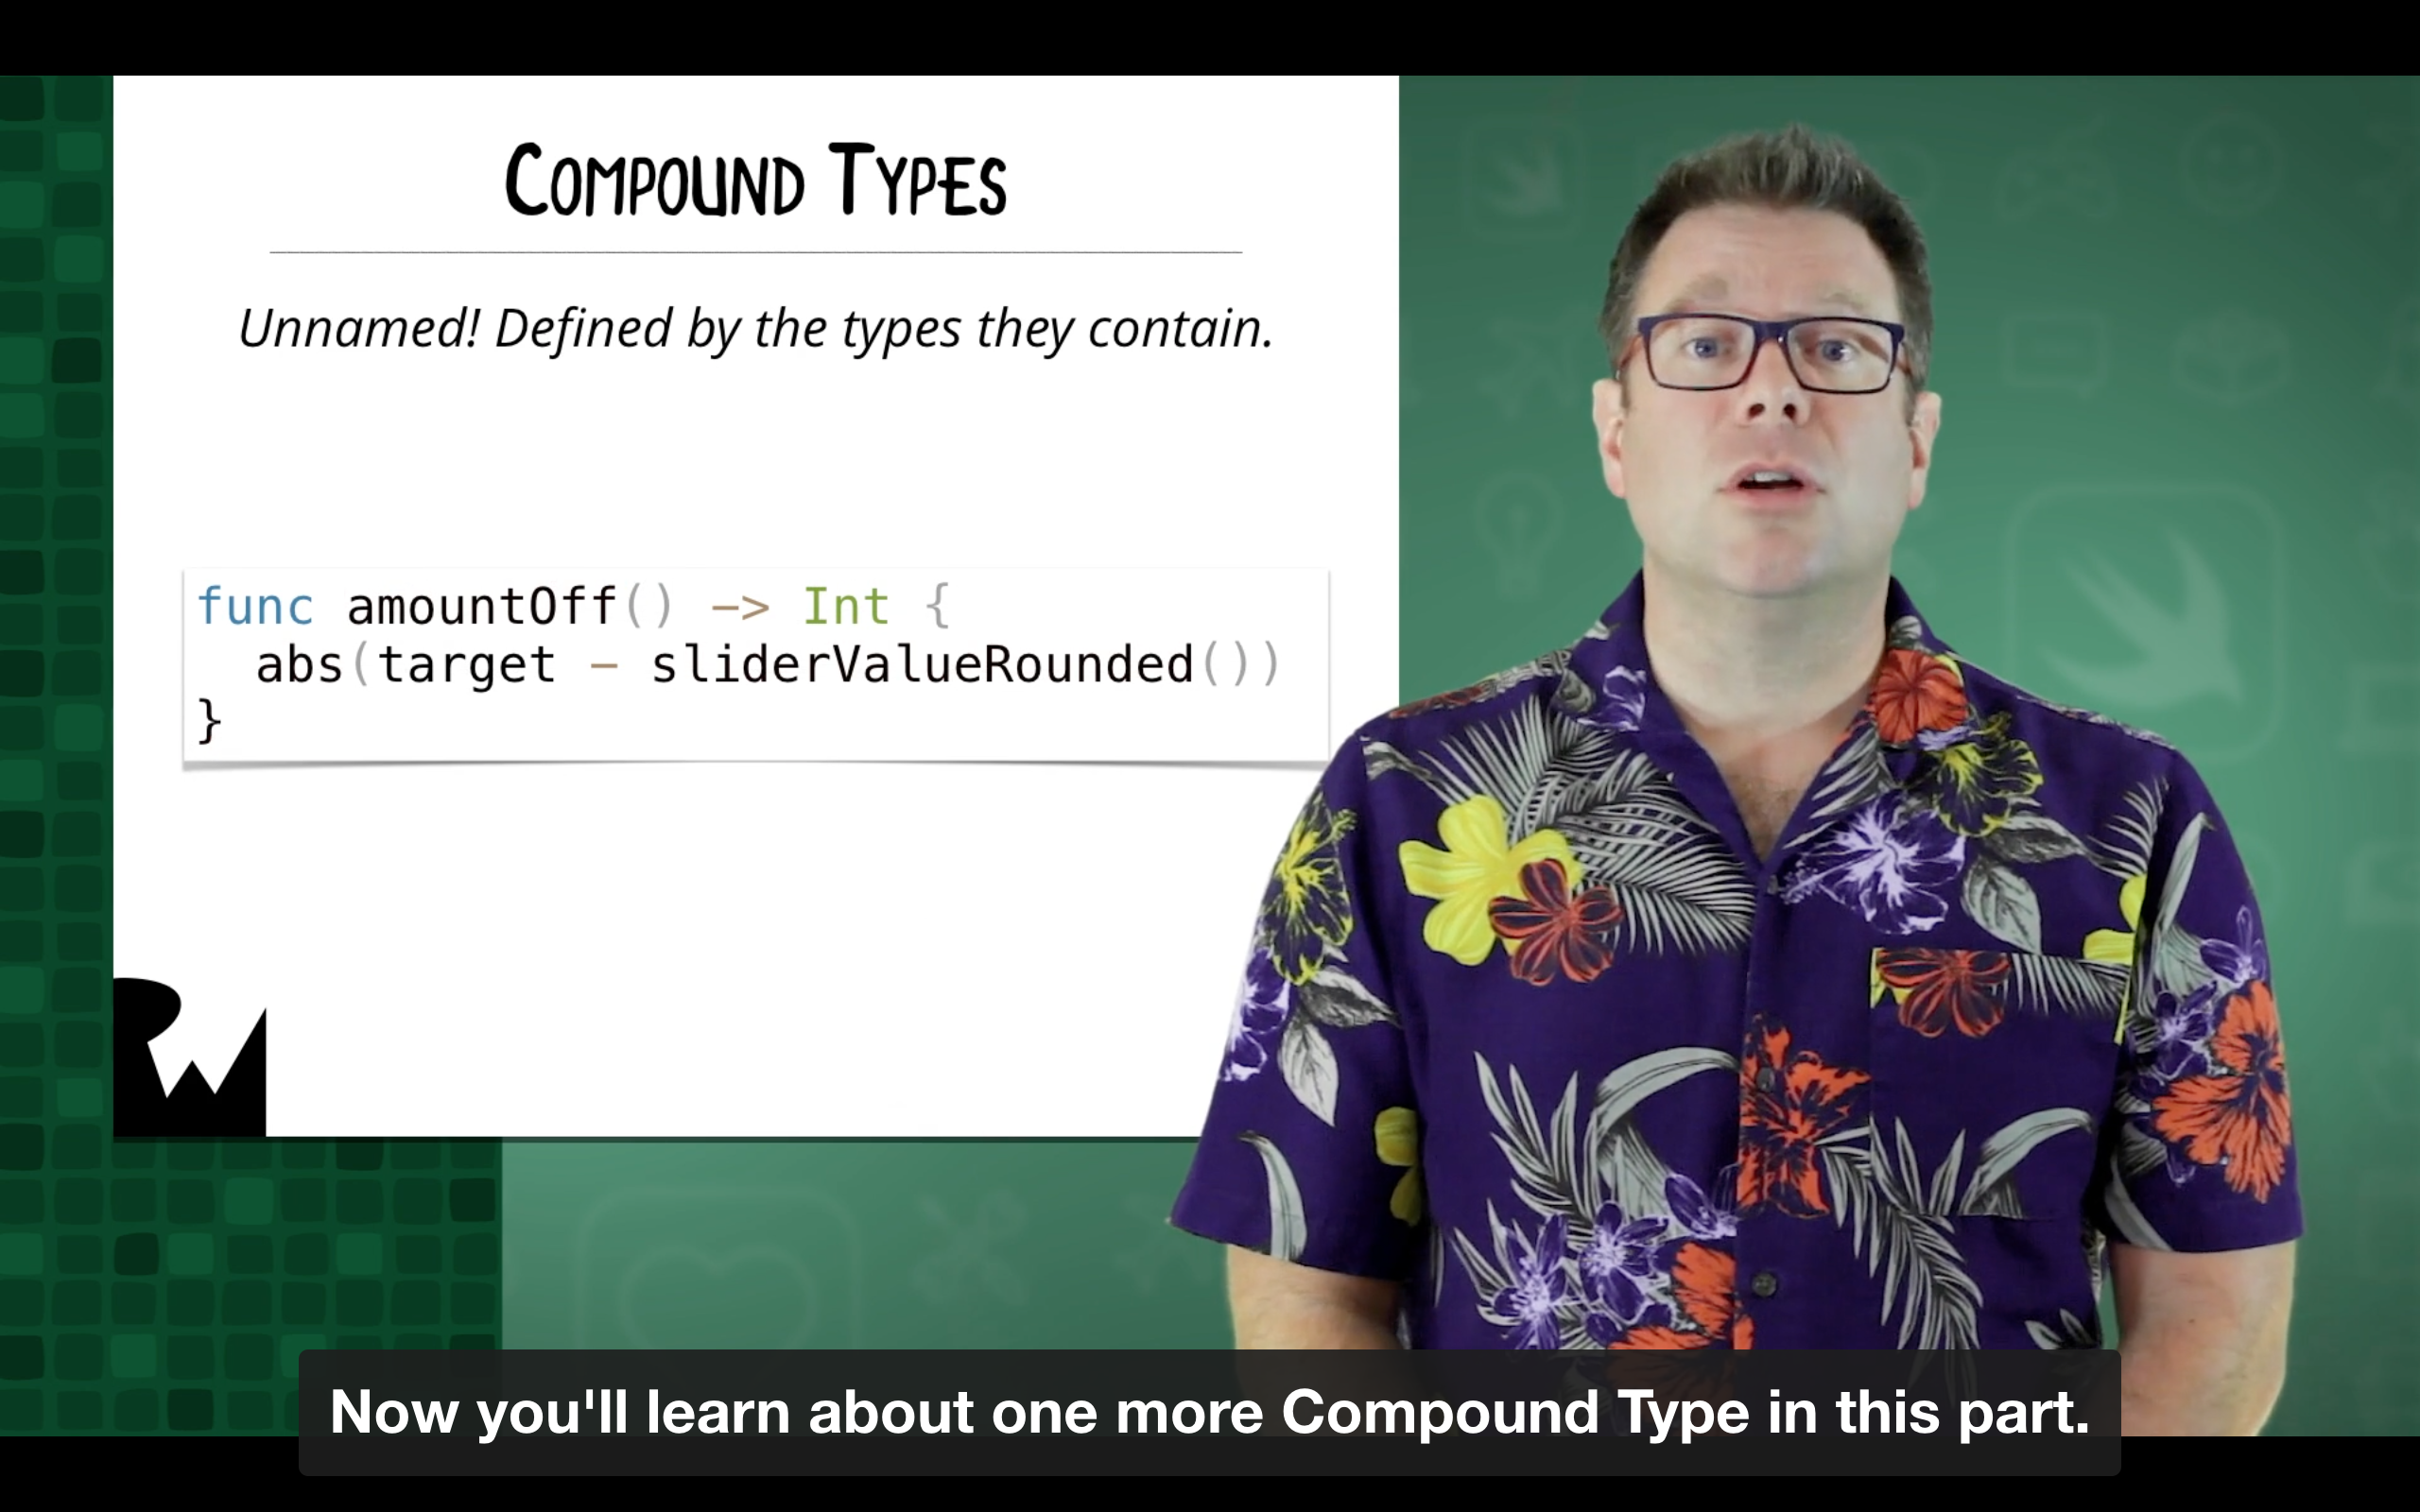 COMPOUND TYPES
Unnamed! Defined by the types they contain.
func amountOff() -> Int {
abs(target - sliderValueRounded())
}
RW
Now you'll learn about one more Compound Type in this part.